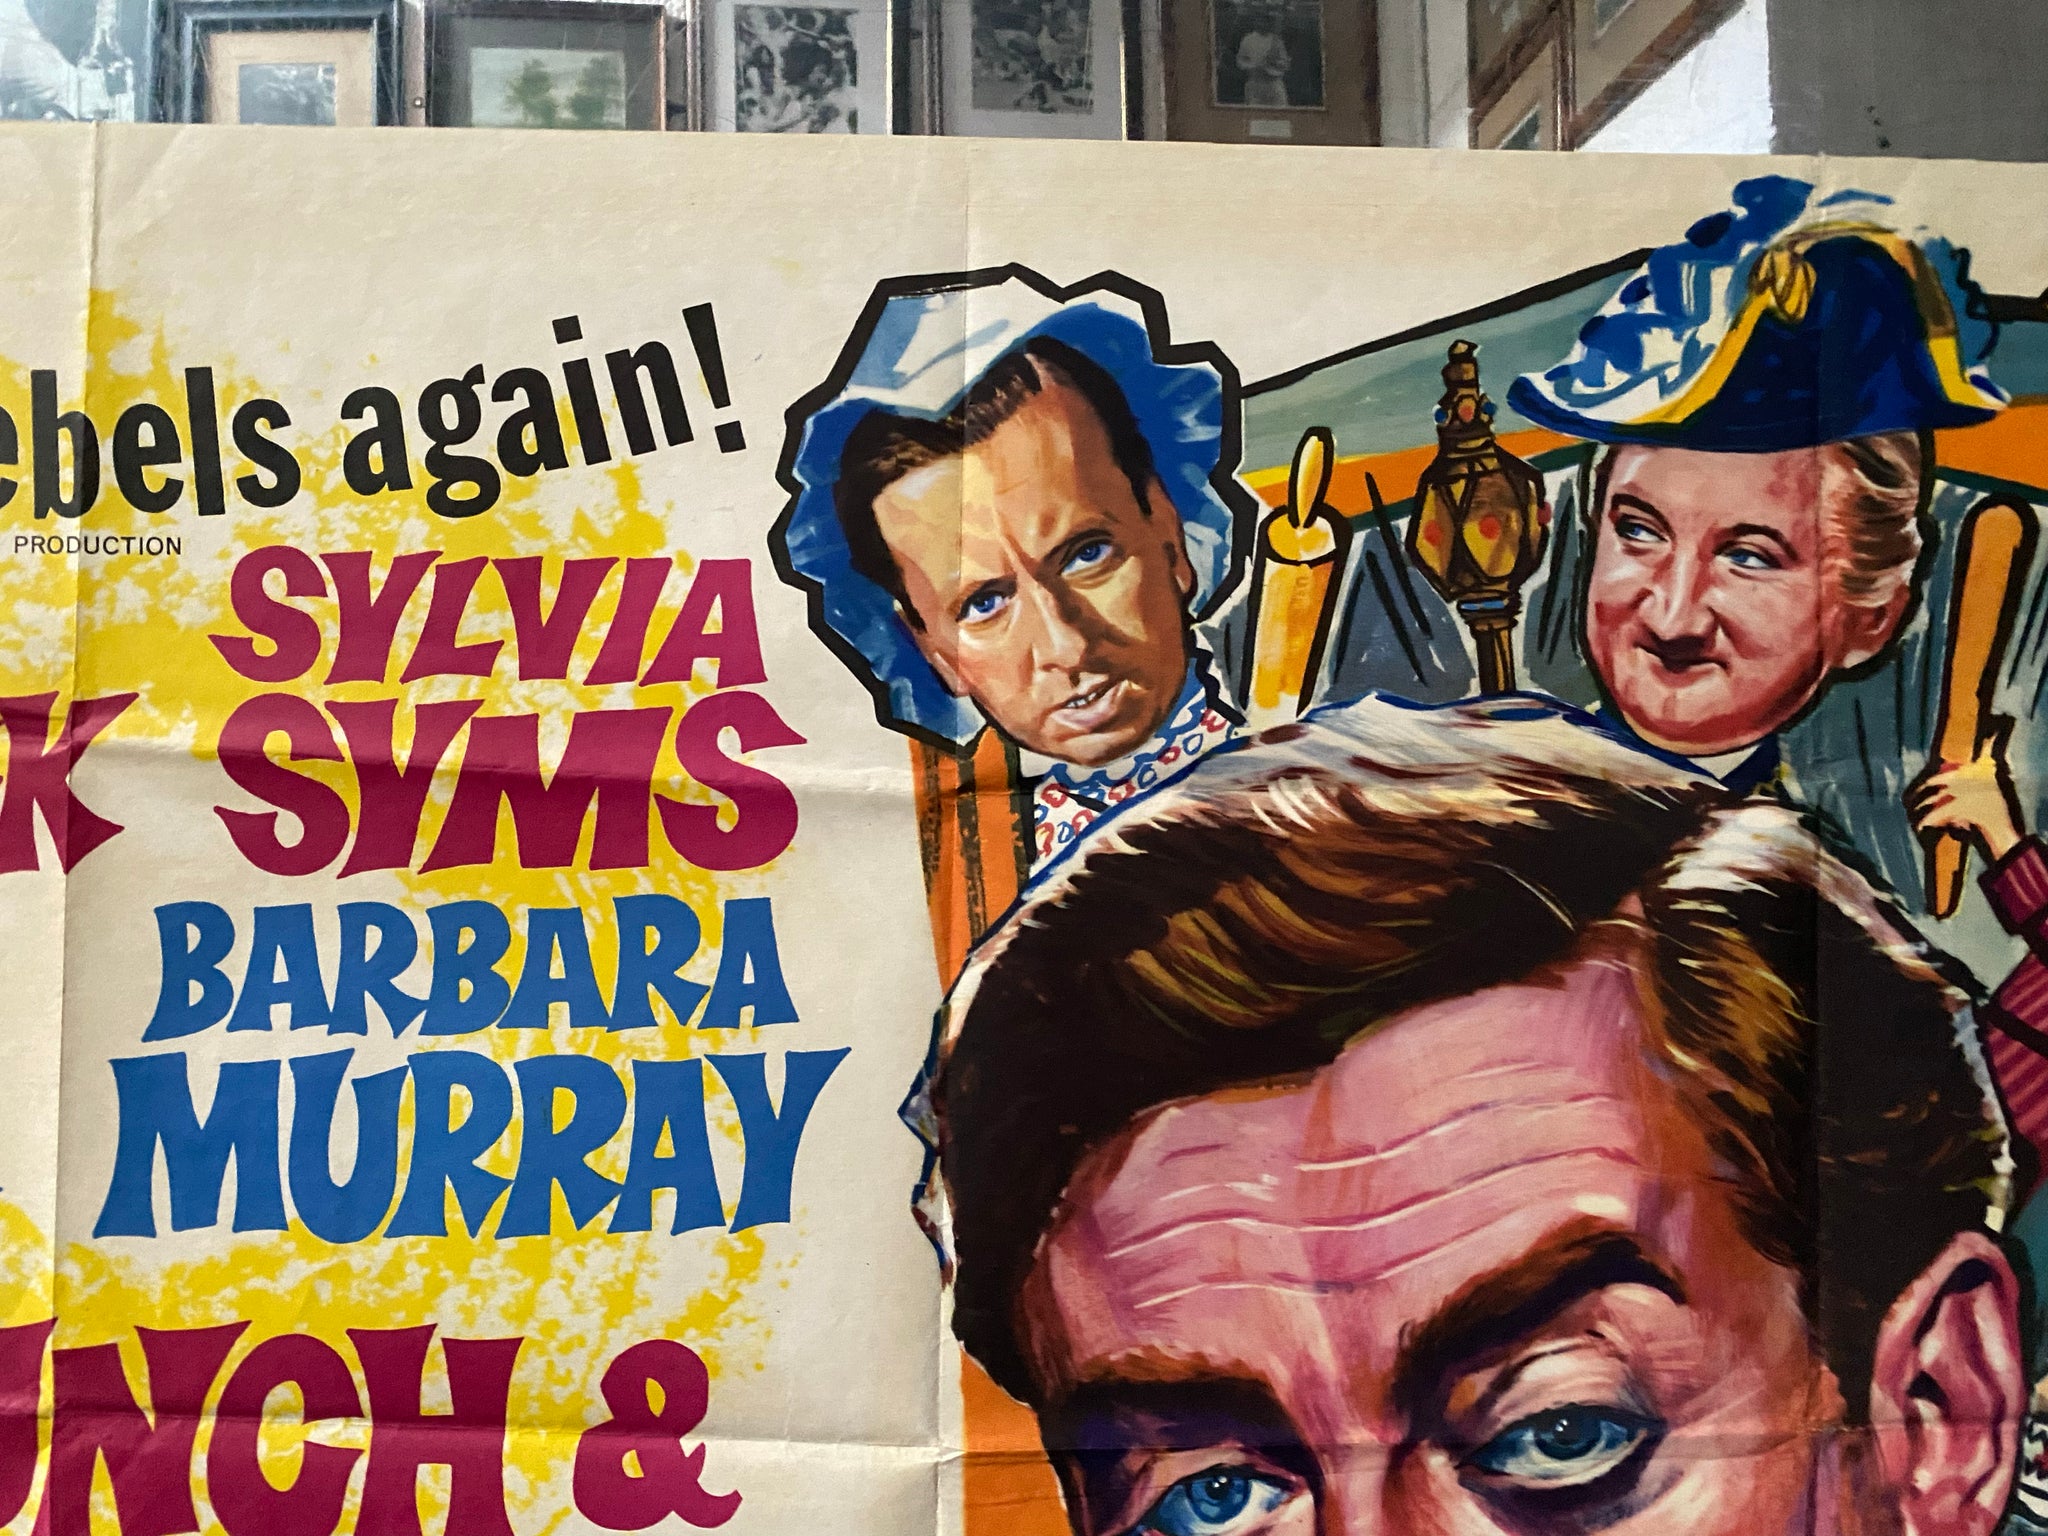 ebels again!
PRODUCTION
SYLVIA
K SYMS
BARBARA
MURRAY
NCH &